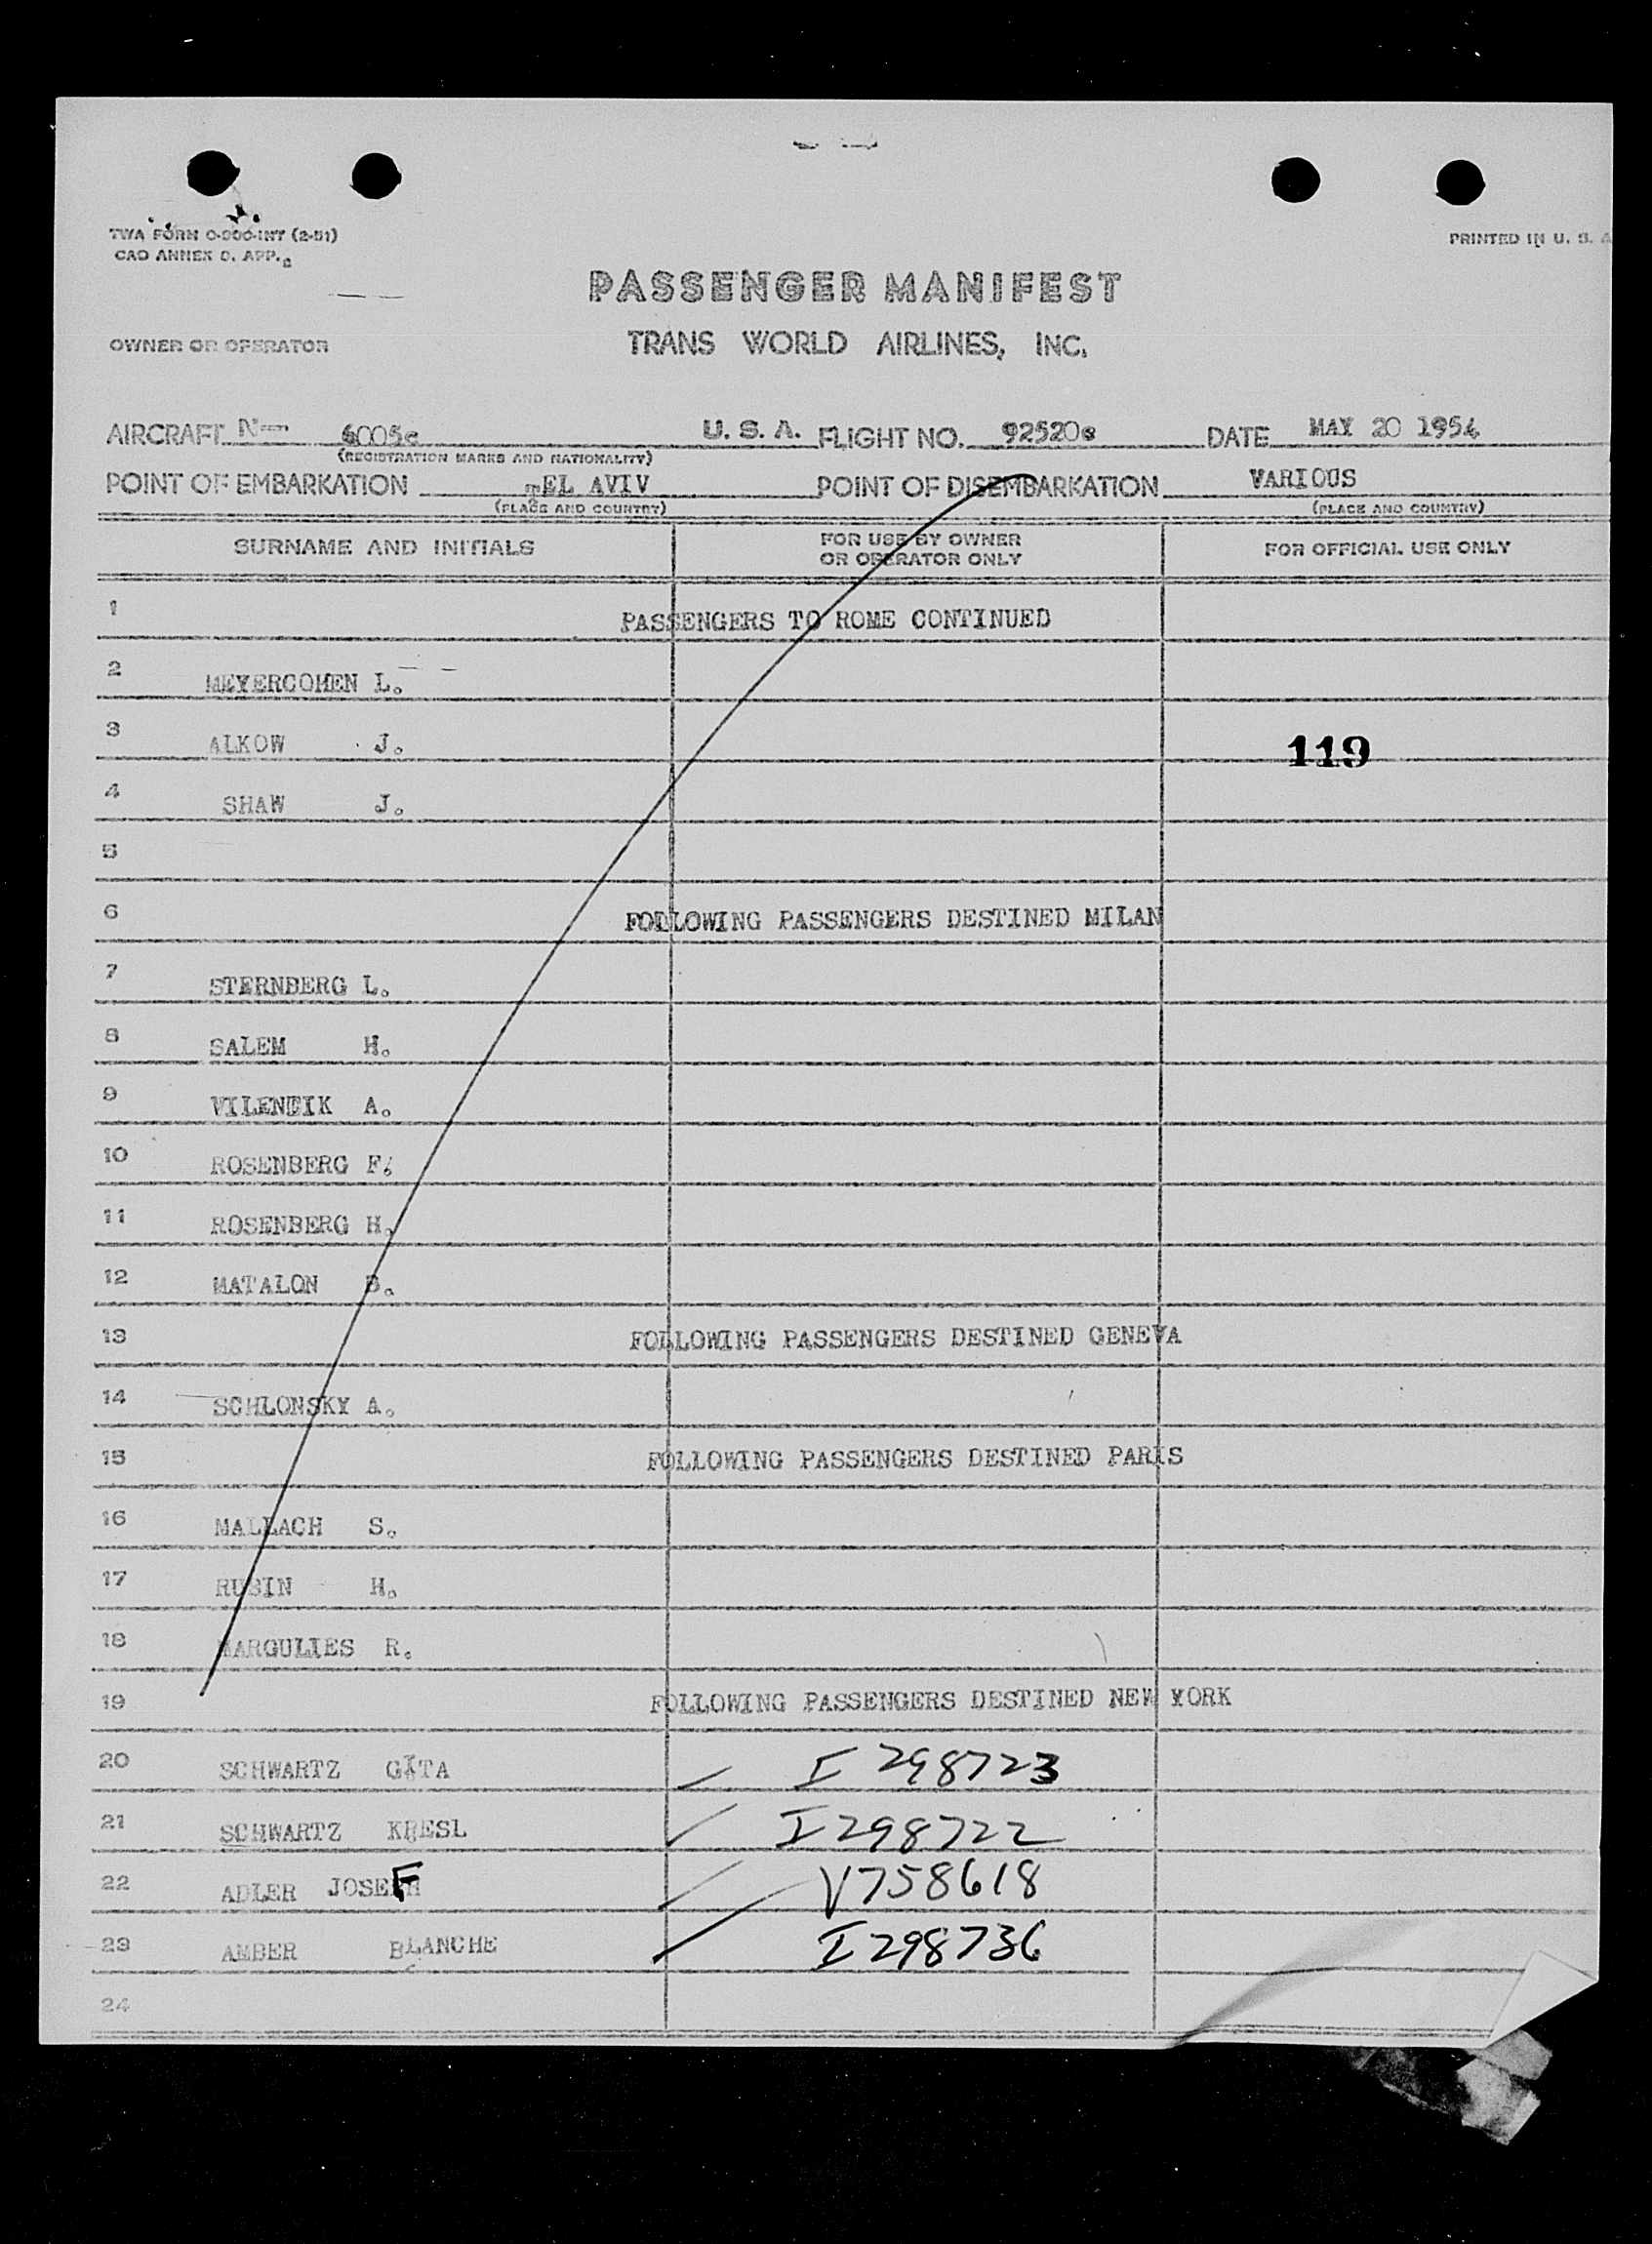 TWA FORM O-900-INT (2-51)
CAO ANNEX 9, APP.
PRINTED IN U. S. A
PASSENGER MANIFEST
OWNER OR OPERATOR
TRANS WORLD AIRLINES, INC.
AIRCRAFT N— 6005c U. S. A. FLIGHT NO. 92520s DATE MAY 20 1954
(REGISTRATION MARKS AND NATIONALITY)
POINT OF EMBARKATION TEL AVIV POINT OF DISEMBARKATION VARIOUS
(PLACE AND COUNTRY) (PLACE AND COUNTRY)
SURNAME AND INITIALS
FOR USE BY OWNER
OR OPERATOR ONLY
FOR OFFICIAL USE ONLY
1 PASSENGERS TO ROME CONTINUED
2 MEYERCOHEN L.
3 ALKOW J. 119
4 SHAW J.
5
6 FOLLOWING PASSENGERS DESTINED MILAN
7 STERNBERG L.
8 SALEM H.
9 A.
10 ROSENBERG F.
11 ROSENBERG H.
12 MATALON B.
13 FOLLOWING PASSENGERS DESTINED GENEVA
14 SCHLONSKY A.
15 FOLLOWING PASSENGERS DESTINED PARIS
16 MALLACH S.
17 RUBIN H.
18 MARGULIES R.
19 FOLLOWING PASSENGERS DESTINED NEW YORK
20 SCHWARTZ GITA I 298723
21 SCHWARTZ KRESL I 298722
22 ADLER JOSEF V758618
23 AMBER BLANCHE I 298736
24